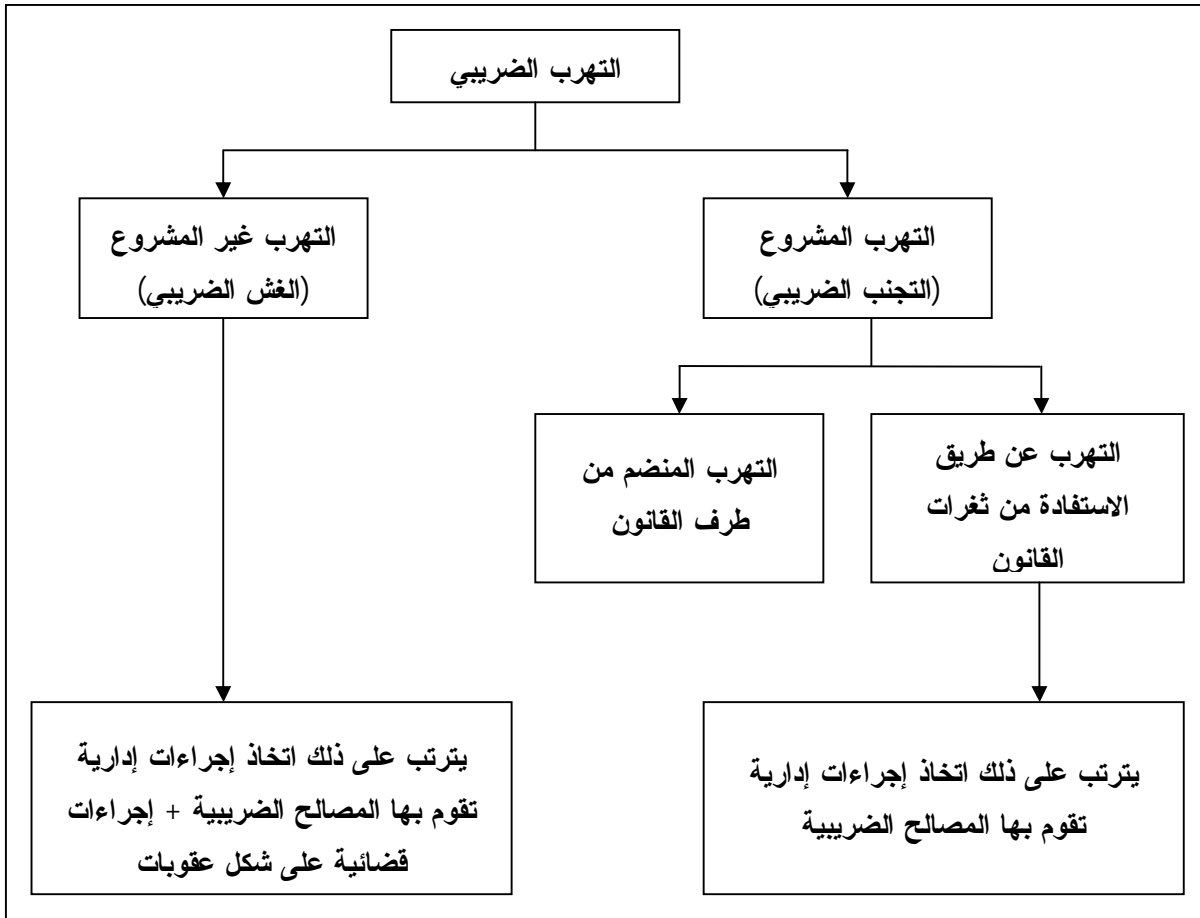 التهرب الضريبي
التهرب المشروع
(التجنب الضريبي)
التهرب غير المشروع
(الغش الضريبي)
التهرب عن طريق
الاستفادة من ثغرات
القانون
التهرب المنضم من
طرف القانون
يترتب على ذلك اتخاذ إجراءات إدارية
تقوم بها المصالح الضريبية
يترتب على ذلك اتخاذ إجراءات إدارية
تقوم بها المصالح الضريبية + إجراءات
قضائية على شكل عقوبات